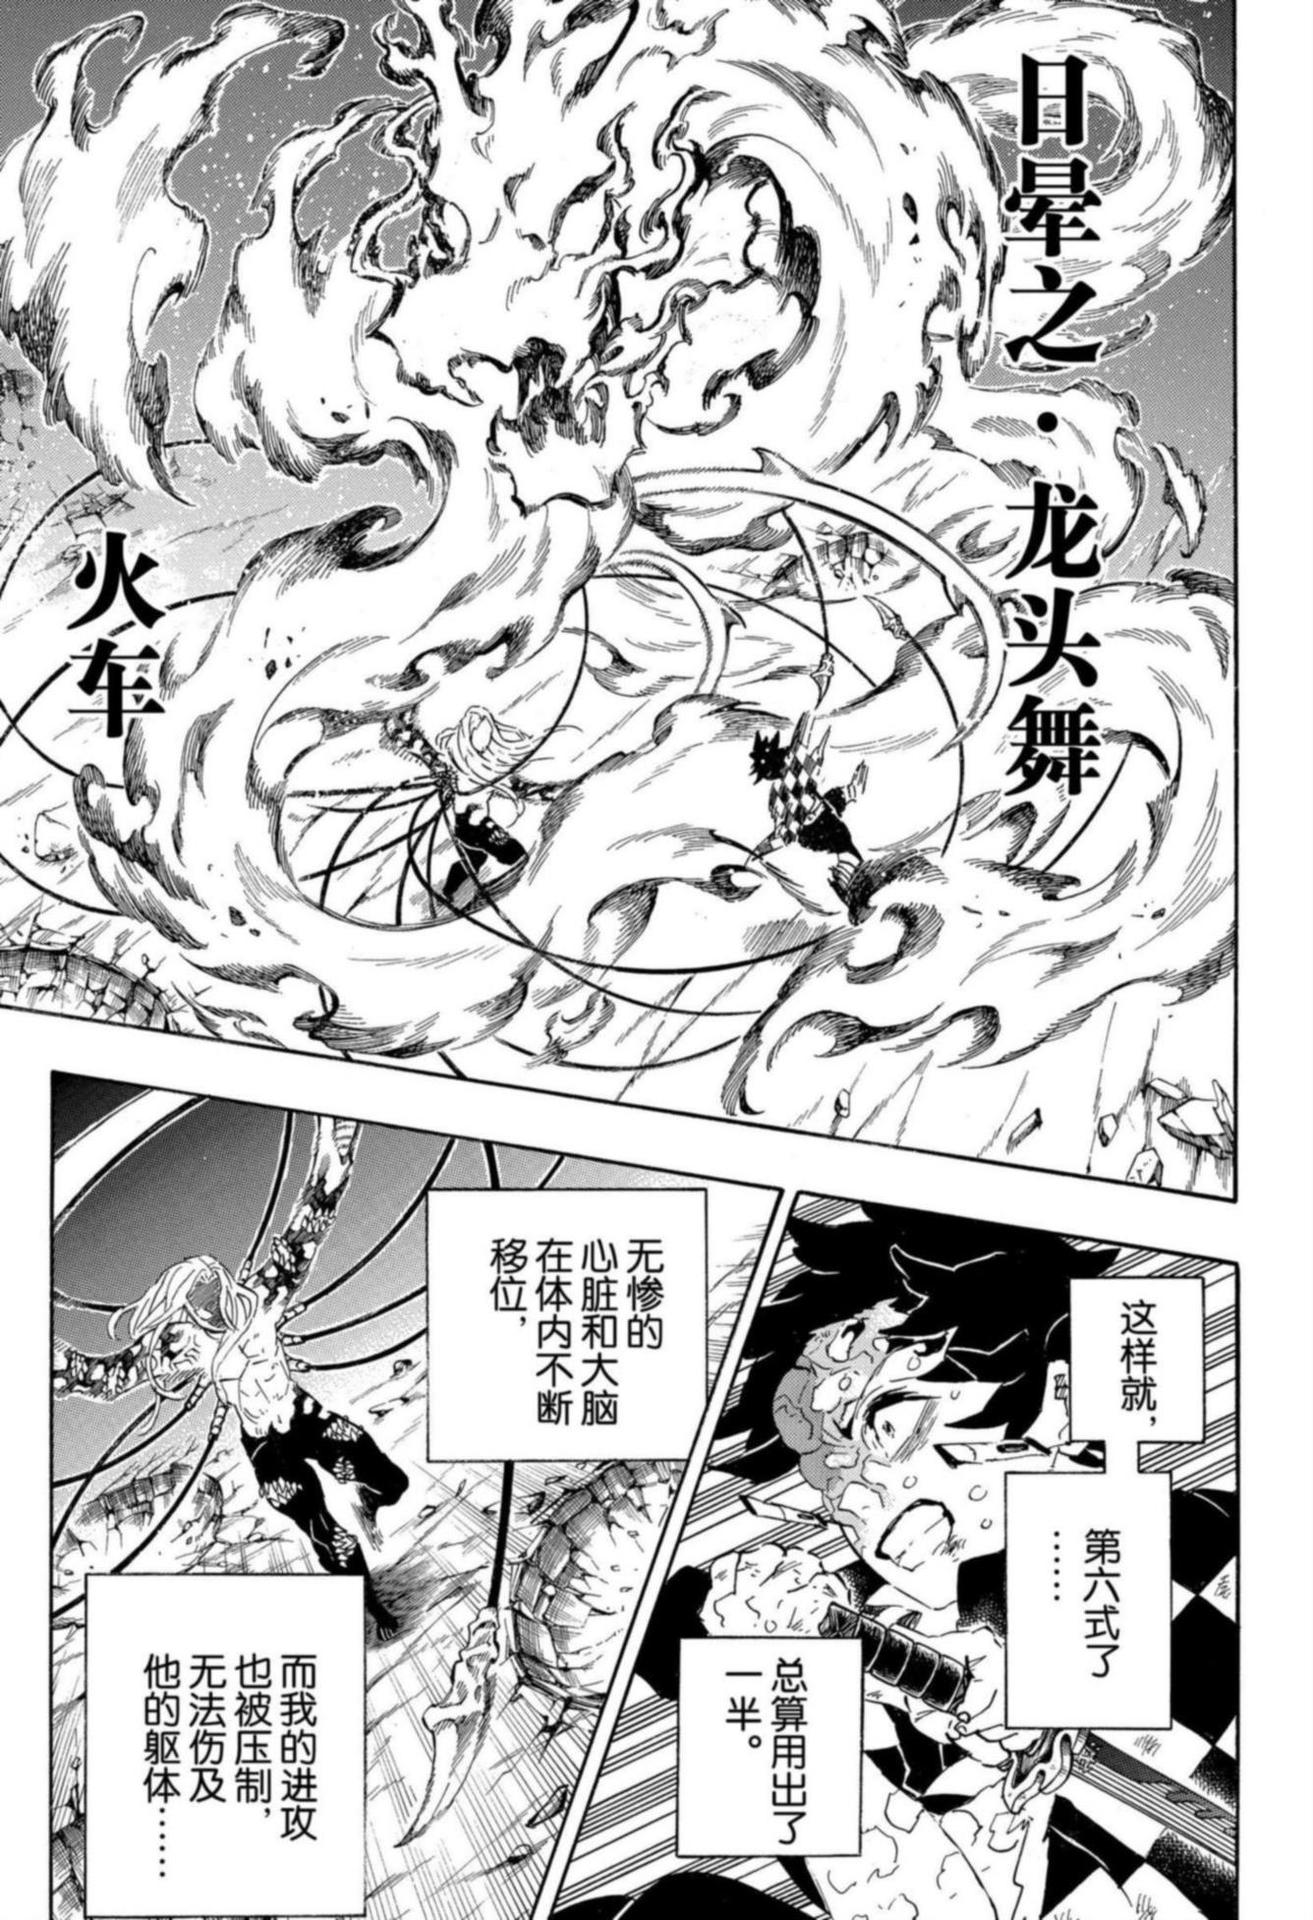 日晕之·龙头舞
火车
这样就，
第六式了
……
总算用出了
一半。
无惨的
心脏和大脑
在体内不断
移位，
而我的进攻
也被压制，
无法伤及
他的躯体……